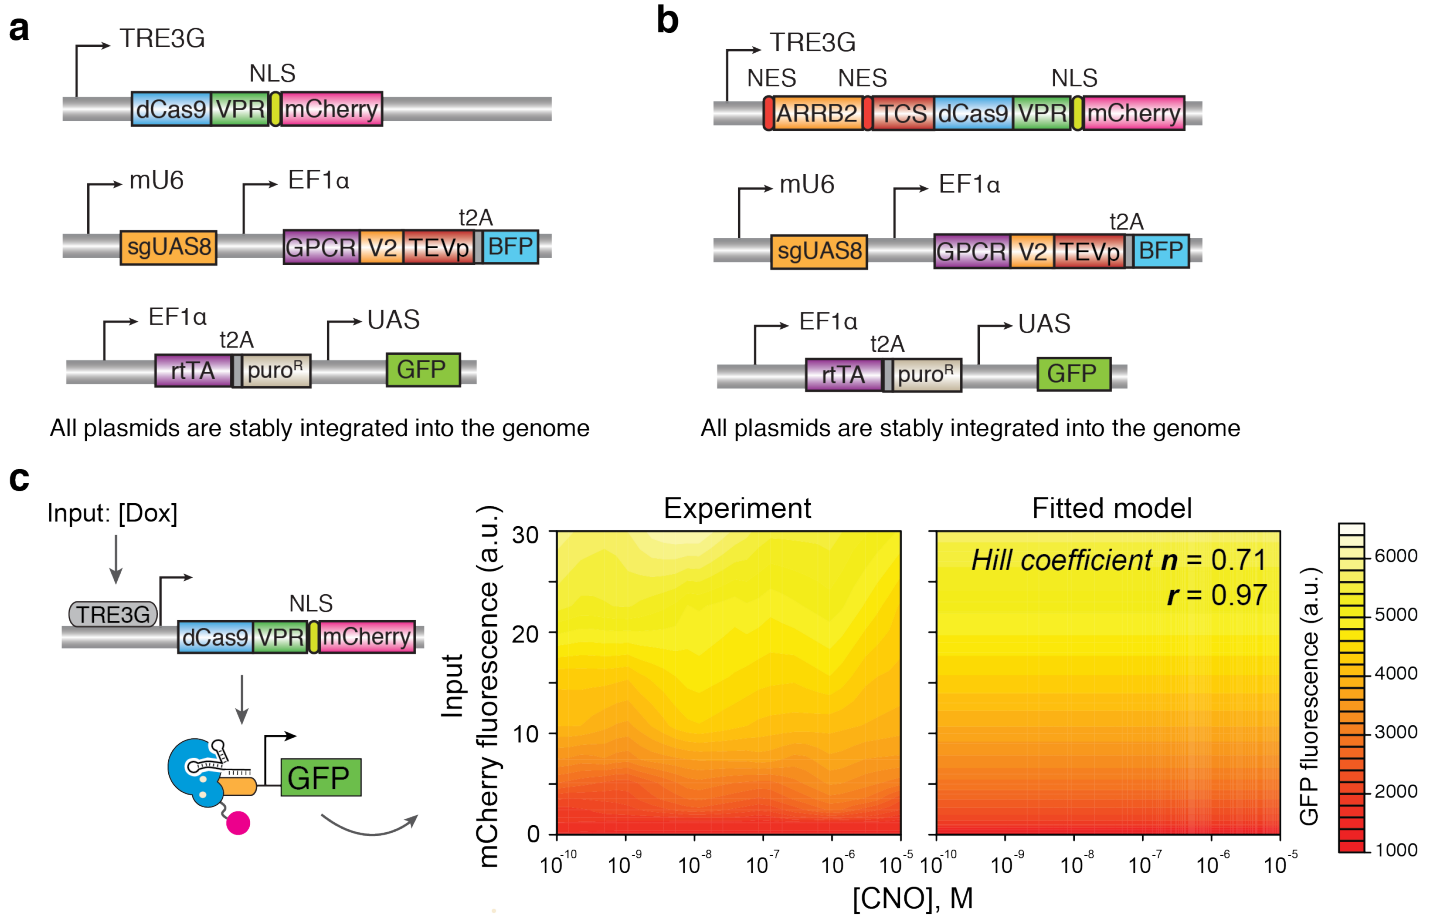 a
TRE3G
NLS
dCas9 VPR mCherry
mU6
EF1α
t2A
sgUAS8
GPCR V2 TEVp BFP
EF1α
t2A
UAS
rtTA puroᴿ GFP
All plasmids are stably integrated into the genome
b
TRE3G
NES NES NLS
ARRB2 TCS dCas9 VPR mCherry
mU6
EF1α
t2A
sgUAS8
GPCR V2 TEVp BFP
EF1α
t2A
UAS
rtTA puroᴿ GFP
All plasmids are stably integrated into the genome
c
Input: [Dox]
TRE3G
NLS
dCas9 VPR mCherry
GFP
Input
mCherry fluorescence (a.u.)
Experiment
30
20
10
0
10-10 10-9 10-8 10-7 10-6 10-5
Fitted model
Hill coefficient n = 0.71
r = 0.97
10-10 10-9 10-8 10-7 10-6 10-5
[CNO], M
GFP fluorescence (a.u.)
6000
5000
4000
3000
2000
1000